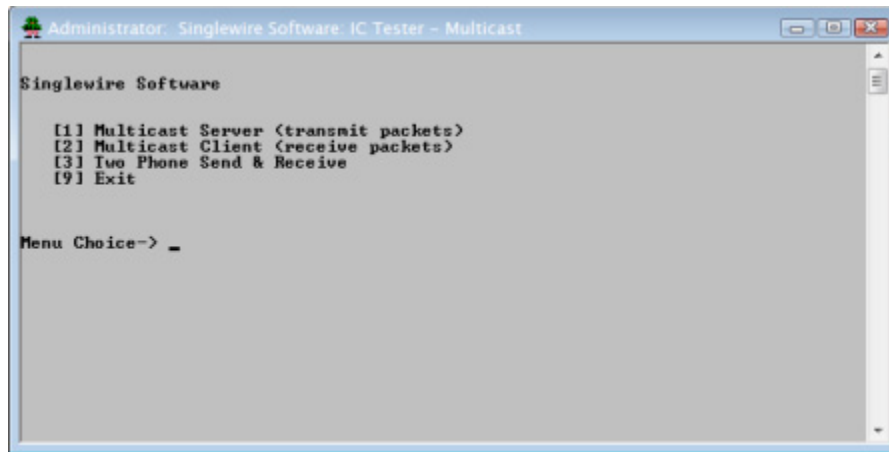 Administrator: Singlewire Software: IC Tester - Multicast
Singlewire Software
[1] Multicast Server (transmit packets)
[2] Multicast Client (receive packets)
[3] Two Phone Send & Receive
[9] Exit
Menu Choice-> _